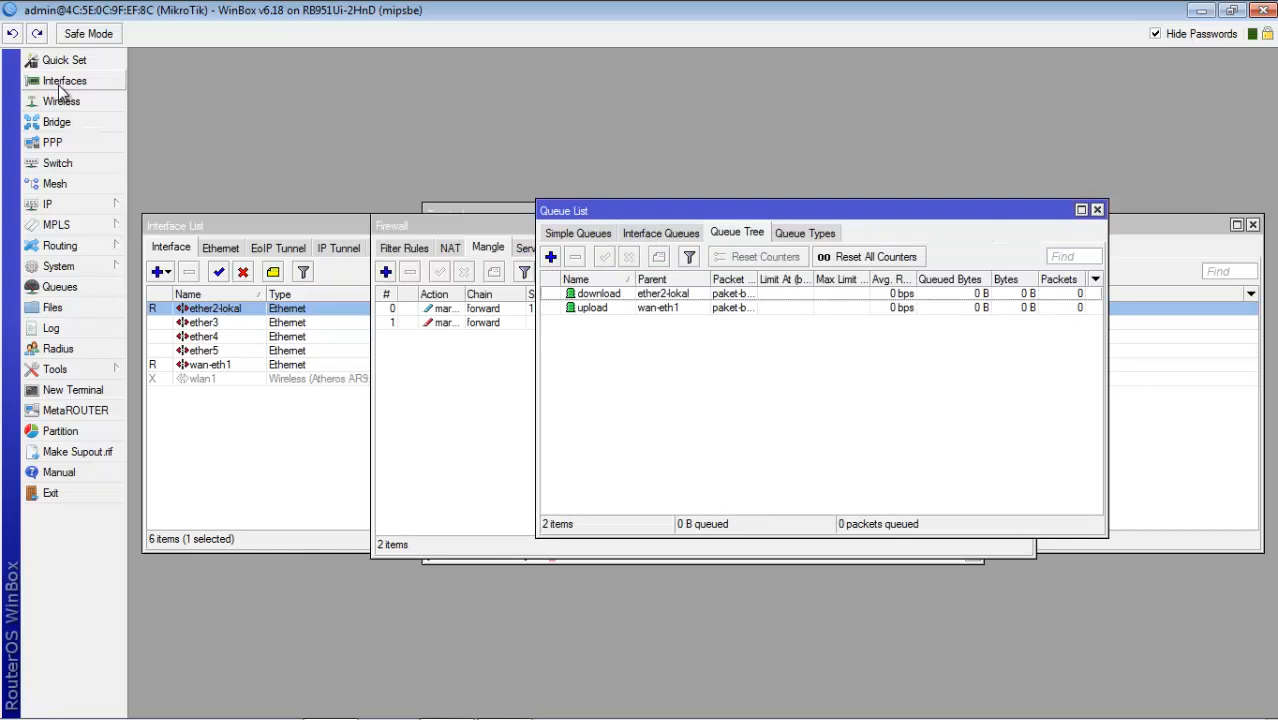 admin@4C:5E:0C:9F:EF:8C (MikroTik) - WinBox v6.18 on RB951Ui-2HnD (mipsbe)
Safe Mode
Hide Passwords
Quick Set
Interfaces
Wireless
Bridge
PPP
Switch
Mesh
IP
MPLS
Routing
System
Queues
Files
Log
Radius
Tools
New Terminal
MetaROUTER
Partition
Make Supout.rif
Manual
Exit
RouterOS WinBox
Interface List
Interface Ethernet EoIP Tunnel IP Tunnel
Name Type
R ether2-lokal Ethernet
ether3 Ethernet
ether4 Ethernet
ether5 Ethernet
R wan-eth1 Ethernet
X wlan1 Wireless (Atheros AR9
6 items (1 selected)
Firewall
Filter Rules NAT Mangle Serv
# Action Chain S
0 mar... forward 1
1 mar... forward
2 items
Queue List
Simple Queues Interface Queues Queue Tree Queue Types
Reset Counters 00 Reset All Counters Find
Name Parent Packet ... Limit At (b... Max Limit ... Avg. R... Queued Bytes Bytes Packets
download ether2-lokal paket-b... 0 bps 0 B 0 B 0
upload wan-eth1 paket-b... 0 bps 0 B 0 B 0
2 items 0 B queued 0 packets queued
Find